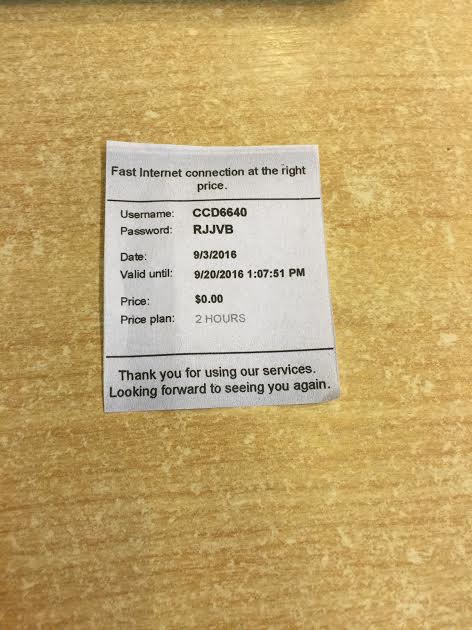 Fast Internet connection at the right
price.
Username: CCD6640
Password: RJJVB
Date: 9/3/2016
Valid until: 9/20/2016 1:07:51 PM
Price: $0.00
Price plan: 2 HOURS
Thank you for using our services.
Looking forward to seeing you again.